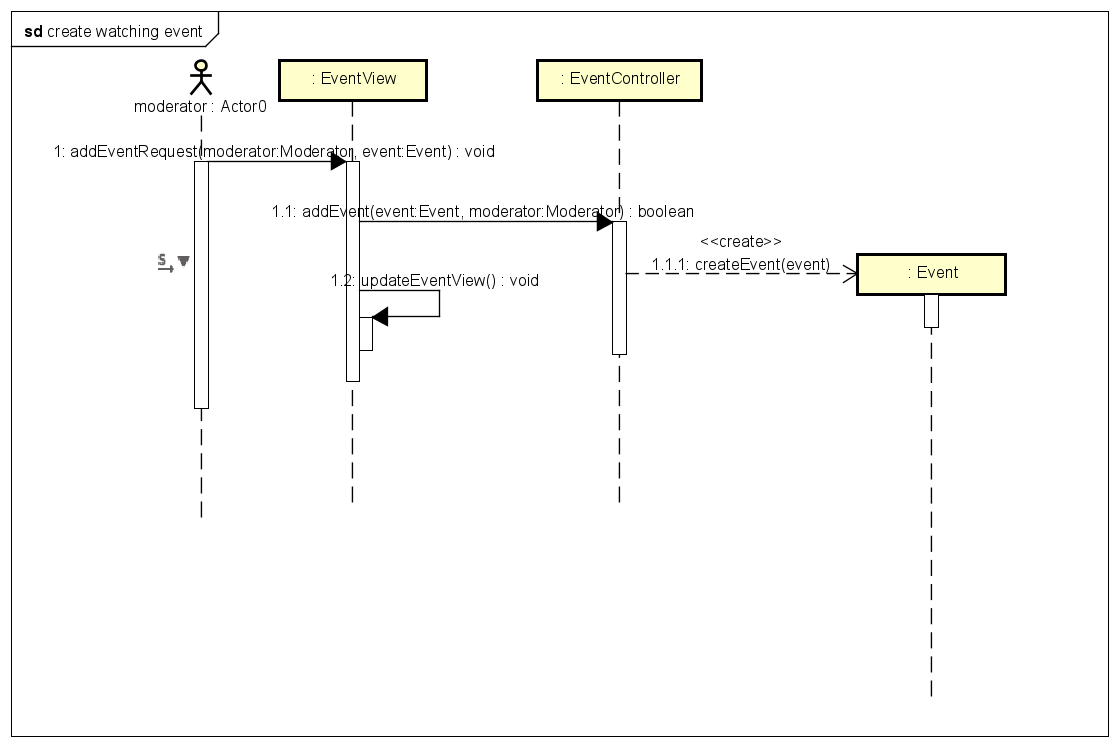 sd create watching event
: EventView
: EventController
moderator : Actor0
1: addEventRequest(moderator:Moderator, event:Event) : void
1.1: addEvent(event:Event, moderator:Moderator) : boolean
<<create>>
S
1.1.1: createEvent(event)
: Event
1.2: updateEventView() : void